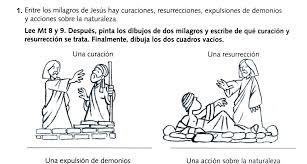 1. Entre los milagros de Jesús hay curaciones, resurrecciones, expulsiones de demonios
y acciones sobre la naturaleza.
Lee Mt 8 y 9. Después, pinta los dibujos de dos milagros y escribe de qué curación y
resurrección se trata. Finalmente, dibuja los dos cuadros vacíos.
Una curación
Una resurrección
Una expulsión de demonios
Una acción sobre la naturaleza